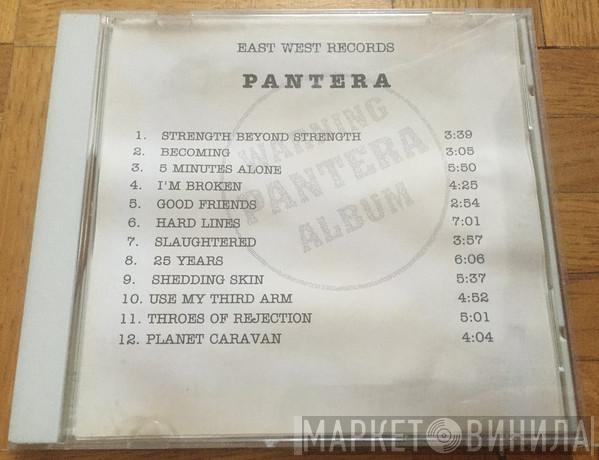 EAST WEST RECORDS
PANTERA
WARNING
PANTERA
ALBUM
1. STRENGTH BEYOND STRENGTH 3:39
2. BECOMING 3:05
3. 5 MINUTES ALONE 5:50
4. I'M BROKEN 4:25
5. GOOD FRIENDS 2:54
6. HARD LINES 7:01
7. SLAUGHTERED 3:57
8. 25 YEARS 6:06
9. SHEDDING SKIN 5:37
10. USE MY THIRD ARM 4:52
11. THROES OF REJECTION 5:01
12. PLANET CARAVAN 4:04
МАРКЕТ ВИНИЛА